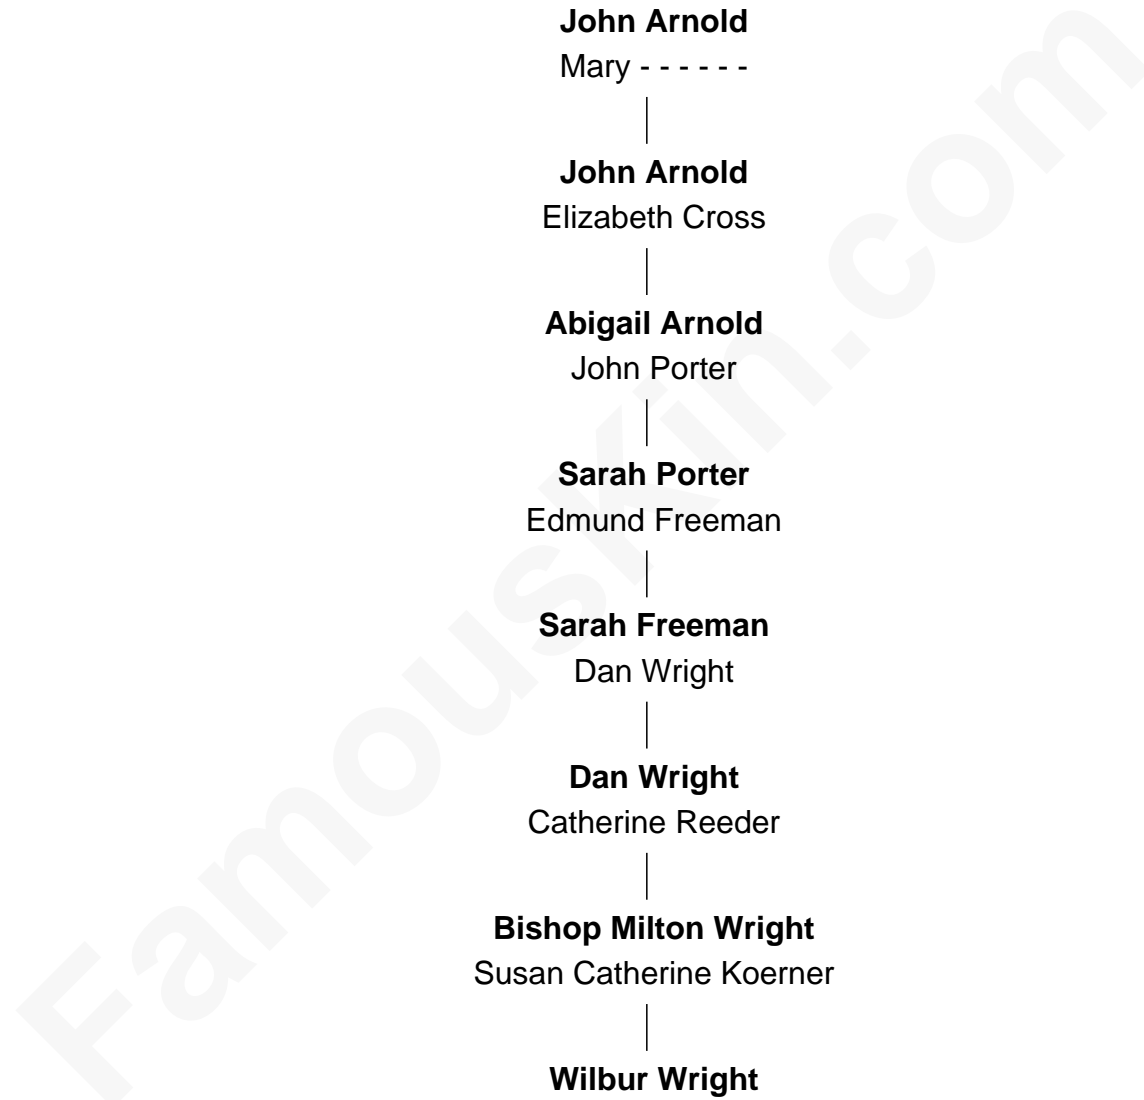 John Arnold
Mary - - - - - -
John Arnold
Elizabeth Cross
Abigail Arnold
John Porter
Sarah Porter
Edmund Freeman
Sarah Freeman
Dan Wright
Dan Wright
Catherine Reeder
Bishop Milton Wright
Susan Catherine Koerner
Wilbur Wright
FamousKin.com